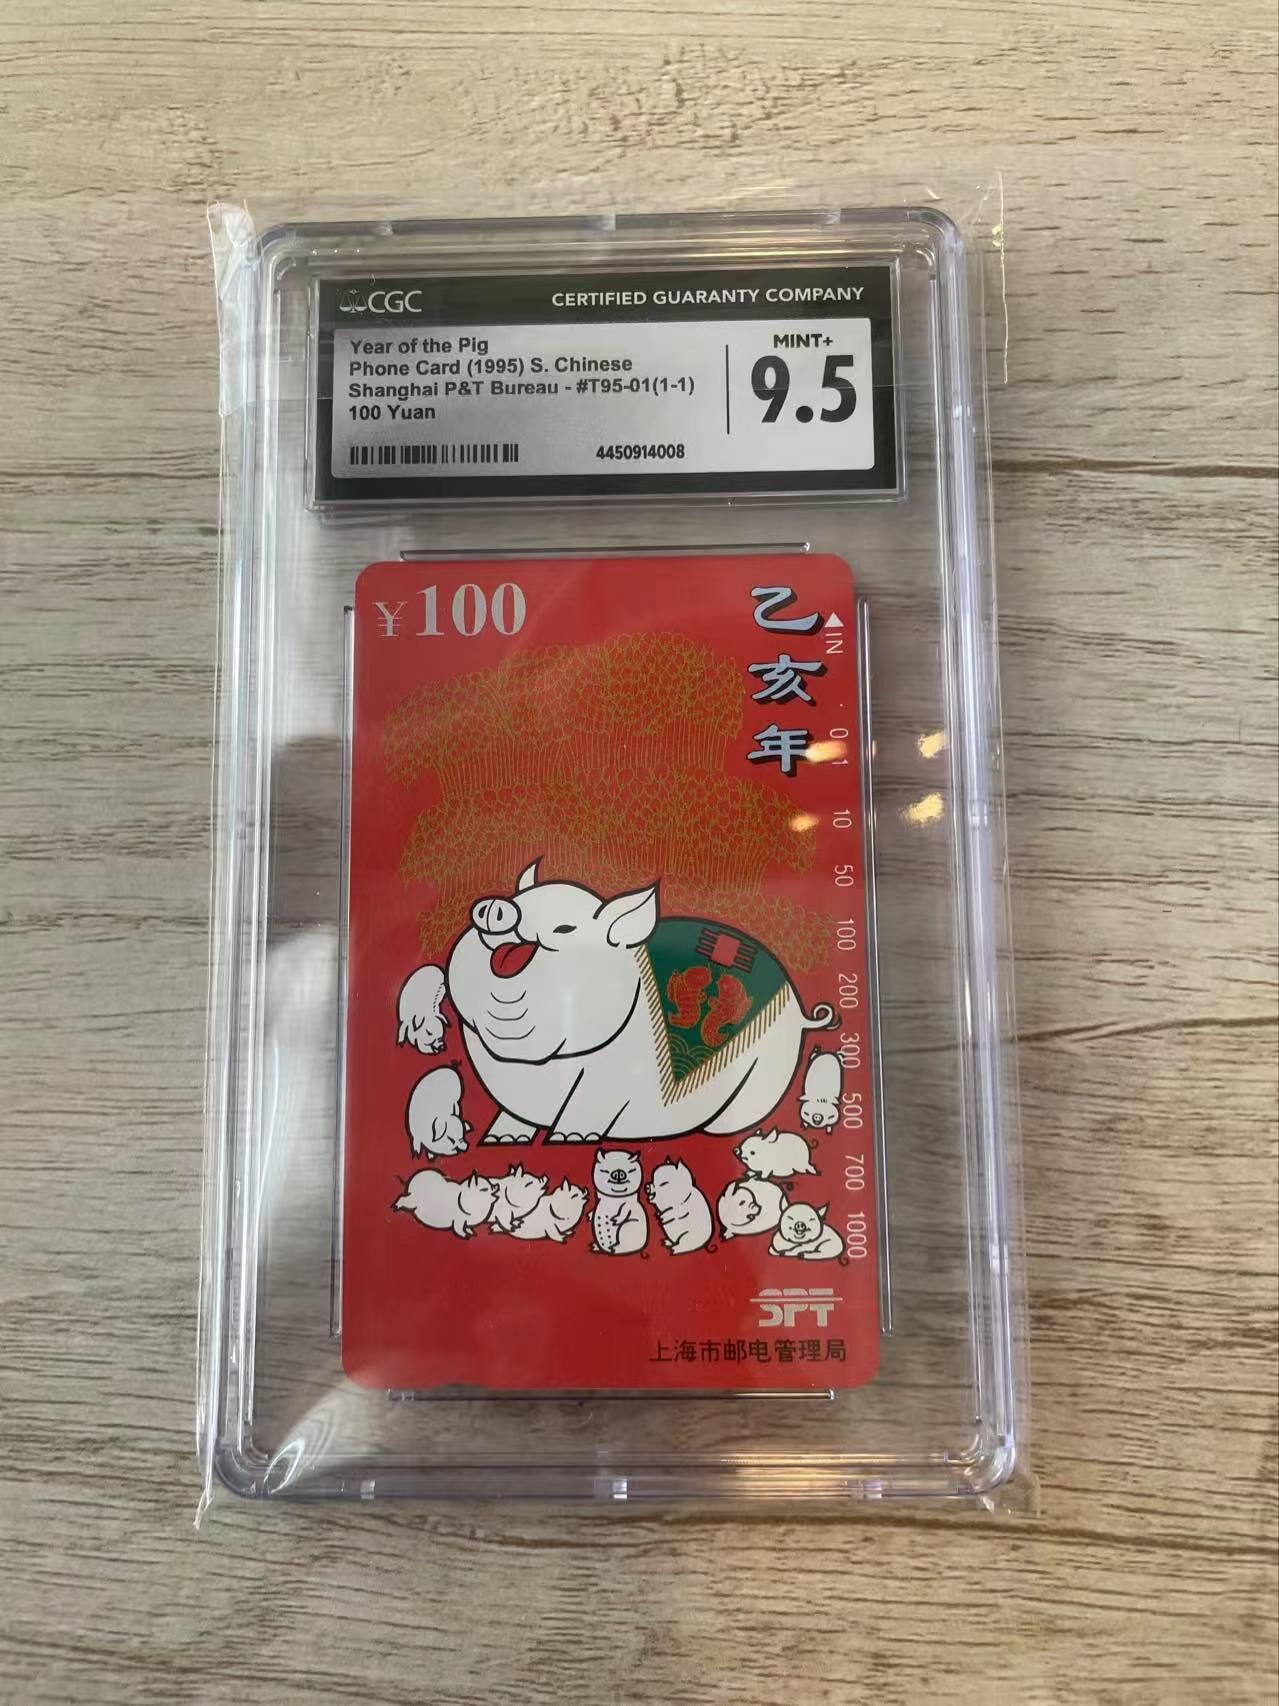 CGC
CERTIFIED GUARANTY COMPANY
Year of the Pig
Phone Card (1995) S. Chinese
Shanghai P&T Bureau - #T95-01(1-1)
100 Yuan
MINT+
9.5
4450914008
¥100
乙亥年
◀IN
0 1
10
50
100
200
300
500
700
1000
SPT
上海市邮电管理局